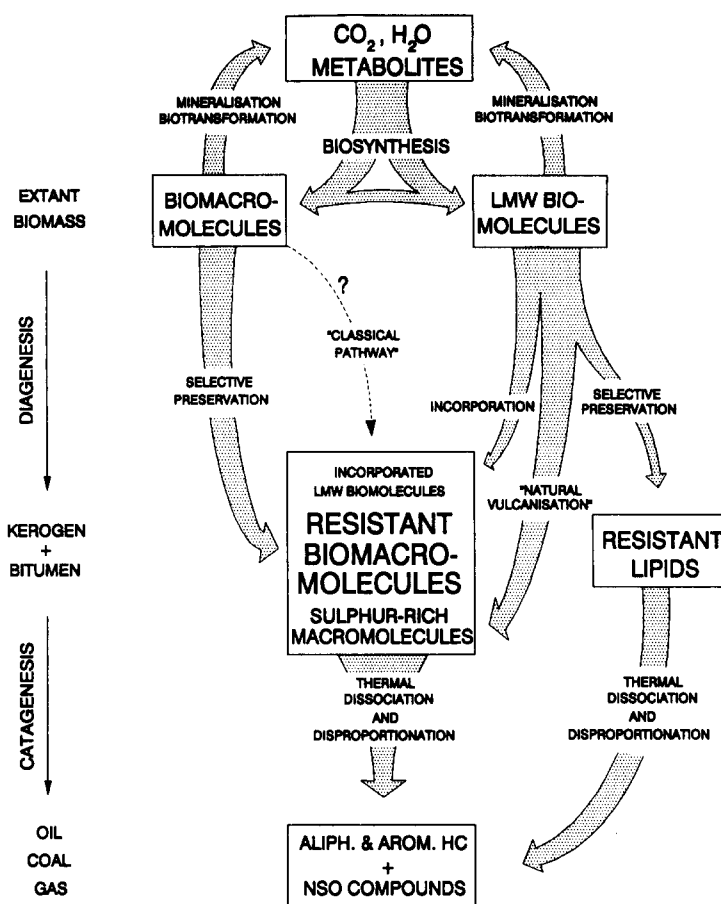 CO2, H2O
METABOLITES
MINERALISATION
BIOTRANSFORMATION
MINERALISATION
BIOTRANSFORMATION
BIOSYNTHESIS
EXTANT
BIOMASS
BIOMACRO-
MOLECULES
LMW BIO-
MOLECULES
?
"CLASSICAL
PATHWAY"
DIAGENESIS
SELECTIVE
PRESERVATION
INCORPORATION
SELECTIVE
PRESERVATION
INCORPORATED
LMW BIOMOLECULES
"NATURAL
VULCANISATION"
RESISTANT
BIOMACRO-
MOLECULES
SULPHUR-RICH
MACROMOLECULES
KEROGEN
+
BITUMEN
RESISTANT
LIPIDS
CATAGENESIS
THERMAL
DISSOCIATION
AND
DISPROPORTIONATION
THERMAL
DISSOCIATION
AND
DISPROPORTIONATION
OIL
COAL
GAS
ALIPH. & AROM. HC
+
NSO COMPOUNDS